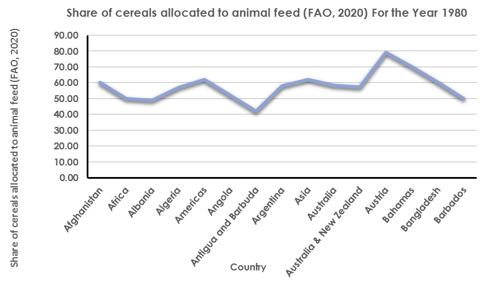 Share of cereals allocated to animal feed (FAO, 2020) For the Year 1980
Share of cereals allocated to animal feed (FAO, 2020)
90.00
80.00
70.00
60.00
50.00
40.00
30.00
20.00
10.00
0.00
Afghanistan
Africa
Albania
Algeria
Americas
Angola
Antigua and Barbuda
Argentina
Asia
Australia
Australia & New Zealand
Austria
Bahamas
Bangladesh
Barbados
Country